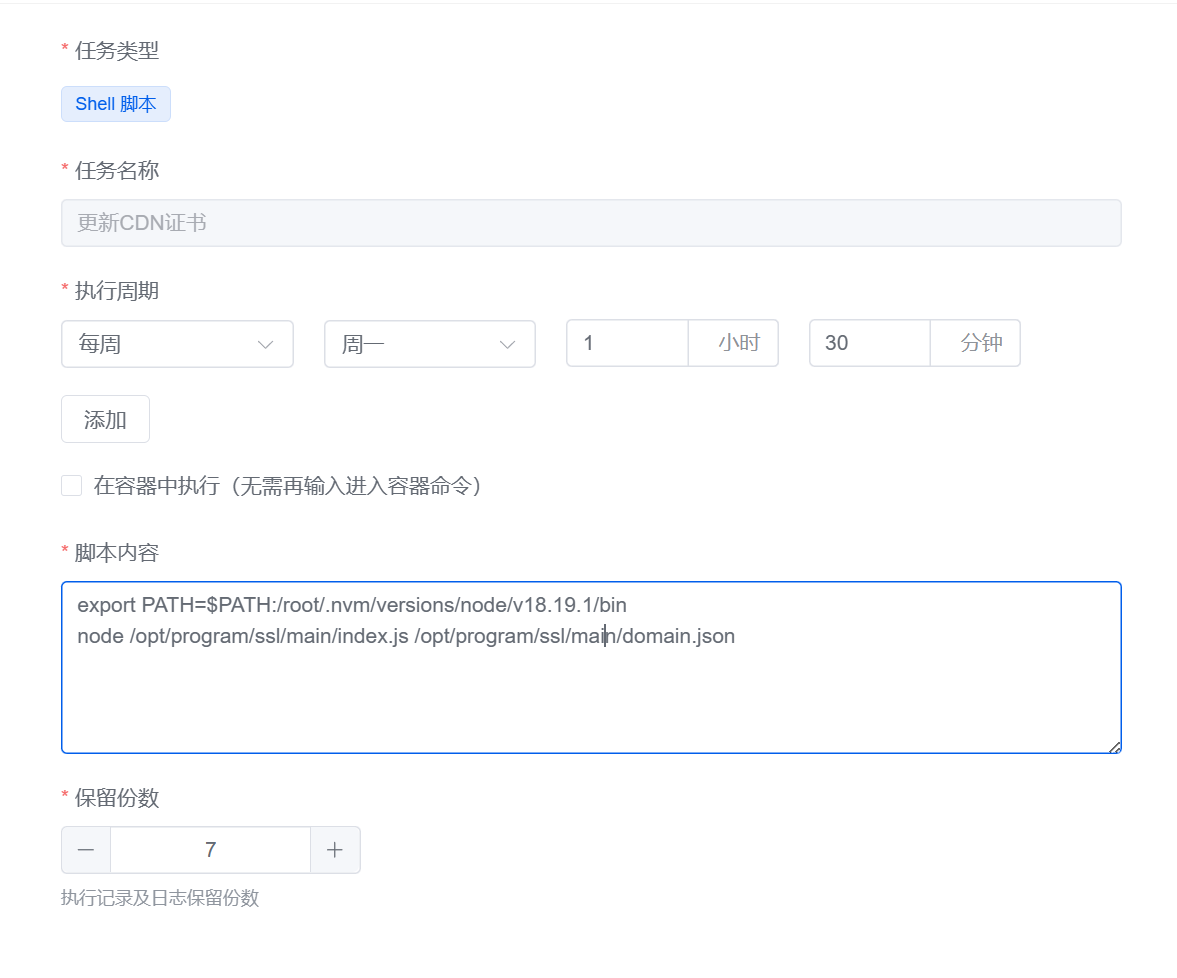 * 任务类型
Shell 脚本
* 任务名称
更新CDN证书
* 执行周期
每周 周一 1 小时 30 分钟
添加
在容器中执行（无需再输入进入容器命令）
* 脚本内容
export PATH=$PATH:/root/.nvm/versions/node/v18.19.1/bin
node /opt/program/ssl/main/index.js /opt/program/ssl/main/domain.json
* 保留份数
7
执行记录及日志保留份数